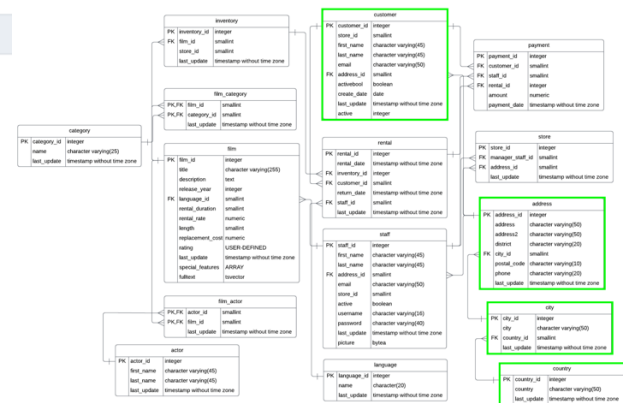 inventory
PK inventory_id integer
FK film_id smallint
store_id smallint
last_update timestamp without time zone
customer
PK customer_id integer
store_id smallint
first_name character varying(45)
last_name character varying(45)
email character varying(50)
FK address_id smallint
activebool boolean
create_date date
last_update timestamp without time zone
active integer
payment
PK payment_id integer
FK customer_id smallint
FK staff_id smallint
FK rental_id integer
amount numeric
payment_date timestamp without time zone
film_category
PK,FK film_id smallint
PK,FK category_id smallint
last_update timestamp without time zone
category
PK category_id integer
name character varying(25)
last_update timestamp without time zone
film
PK film_id integer
title character varying(255)
description text
release_year integer
FK language_id smallint
rental_duration smallint
rental_rate numeric
length smallint
replacement_cost numeric
rating USER-DEFINED
last_update timestamp without time zone
special_features ARRAY
fulltext tsvector
rental
PK rental_id integer
rental_date timestamp without time zone
FK inventory_id integer
FK customer_id smallint
return_date timestamp without time zone
FK staff_id smallint
last_update timestamp without time zone
store
PK store_id integer
FK manager_staff_id smallint
FK address_id smallint
last_update timestamp without time zone
staff
PK staff_id integer
first_name character varying(45)
last_name character varying(45)
FK address_id smallint
email character varying(50)
store_id smallint
active boolean
username character varying(16)
password character varying(40)
last_update timestamp without time zone
picture bytea
address
PK address_id integer
address character varying(50)
address2 character varying(50)
district character varying(20)
FK city_id smallint
postal_code character varying(10)
phone character varying(20)
last_update timestamp without time zone
film_actor
PK,FK actor_id smallint
PK,FK film_id smallint
last_update timestamp without time zone
city
PK city_id integer
city character varying(50)
FK country_id smallint
last_update timestamp without time zone
actor
PK actor_id integer
first_name character varying(45)
last_name character varying(45)
last_update timestamp without time zone
language
PK language_id integer
name character(20)
last_update timestamp without time zone
country
PK country_id integer
country character varying(50)
last_update timestamp without time zone